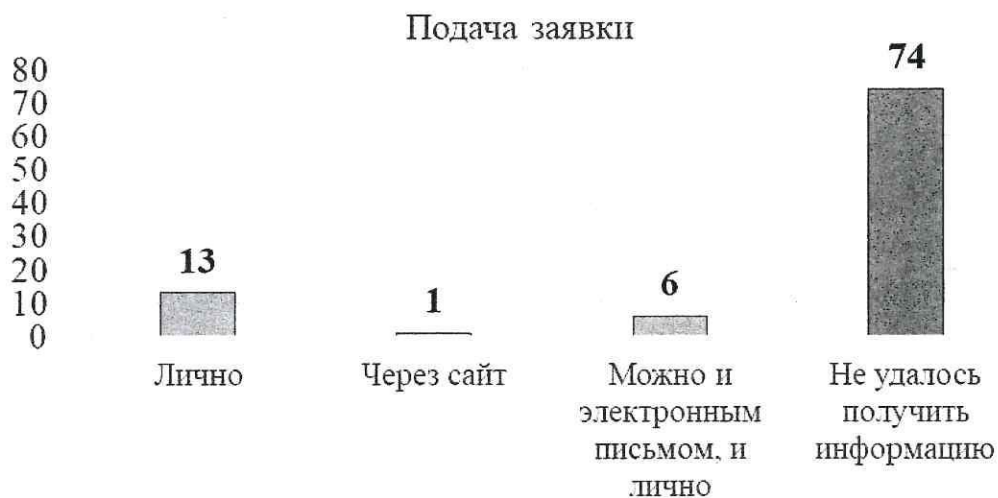 Подача заявки
80
70
60
50
40
30
20
10
0
13
1
6
74
Лично
Через сайт
Можно и
электронным
письмом, и
лично
Не удалось
получить
информацию